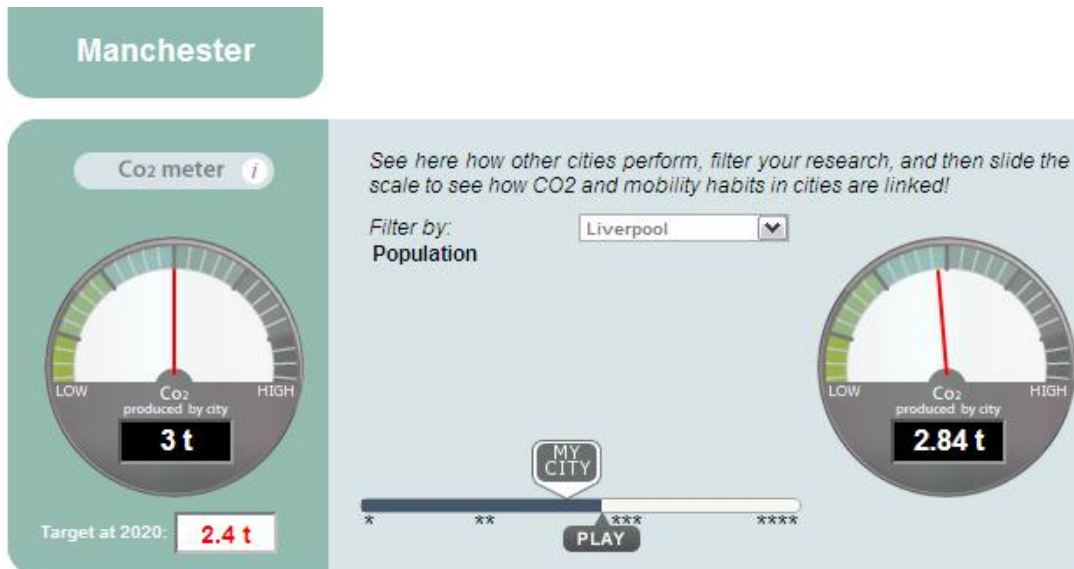 Manchester
Co2 meter i
See here how other cities perform, filter your research, and then slide the
scale to see how CO2 and mobility habits in cities are linked!
Filter by:
Liverpool
Population
LOW
HIGH
Co2
produced by city
3 t
Target at 2020:
2.4 t
MY
CITY
* ** *** ****
PLAY
LOW
HIGH
Co2
produced by city
2.84 t